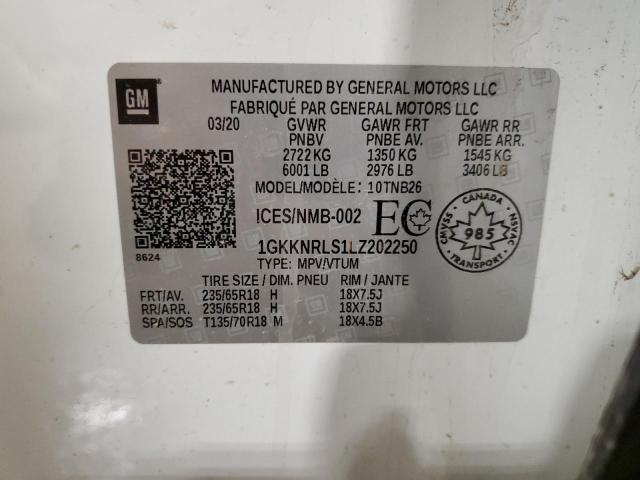 GM
MANUFACTURED BY GENERAL MOTORS LLC
FABRIQUÉ PAR GENERAL MOTORS LLC
03/20 GVWR GAWR FRT GAWR RR
PNBV PNBE AV. PNBE ARR.
2722 KG 1350 KG 1545 KG
6001 LB 2976 LB 3406 LB
MODEL/MODÈLE: 10TNB26
ICES/NMB-002 EC
CANADA
CMVSS 985 NSVAC
TRANSPORT
8624
1GKKNRLS1LZ202250
TYPE: MPV/VTUM
TIRE SIZE / DIM. PNEU RIM / JANTE
FRT/AV. 235/65R18 H 18X7.5J
RR/ARR. 235/65R18 H 18X7.5J
SPA/SOS T135/70R18 M 18X4.5B